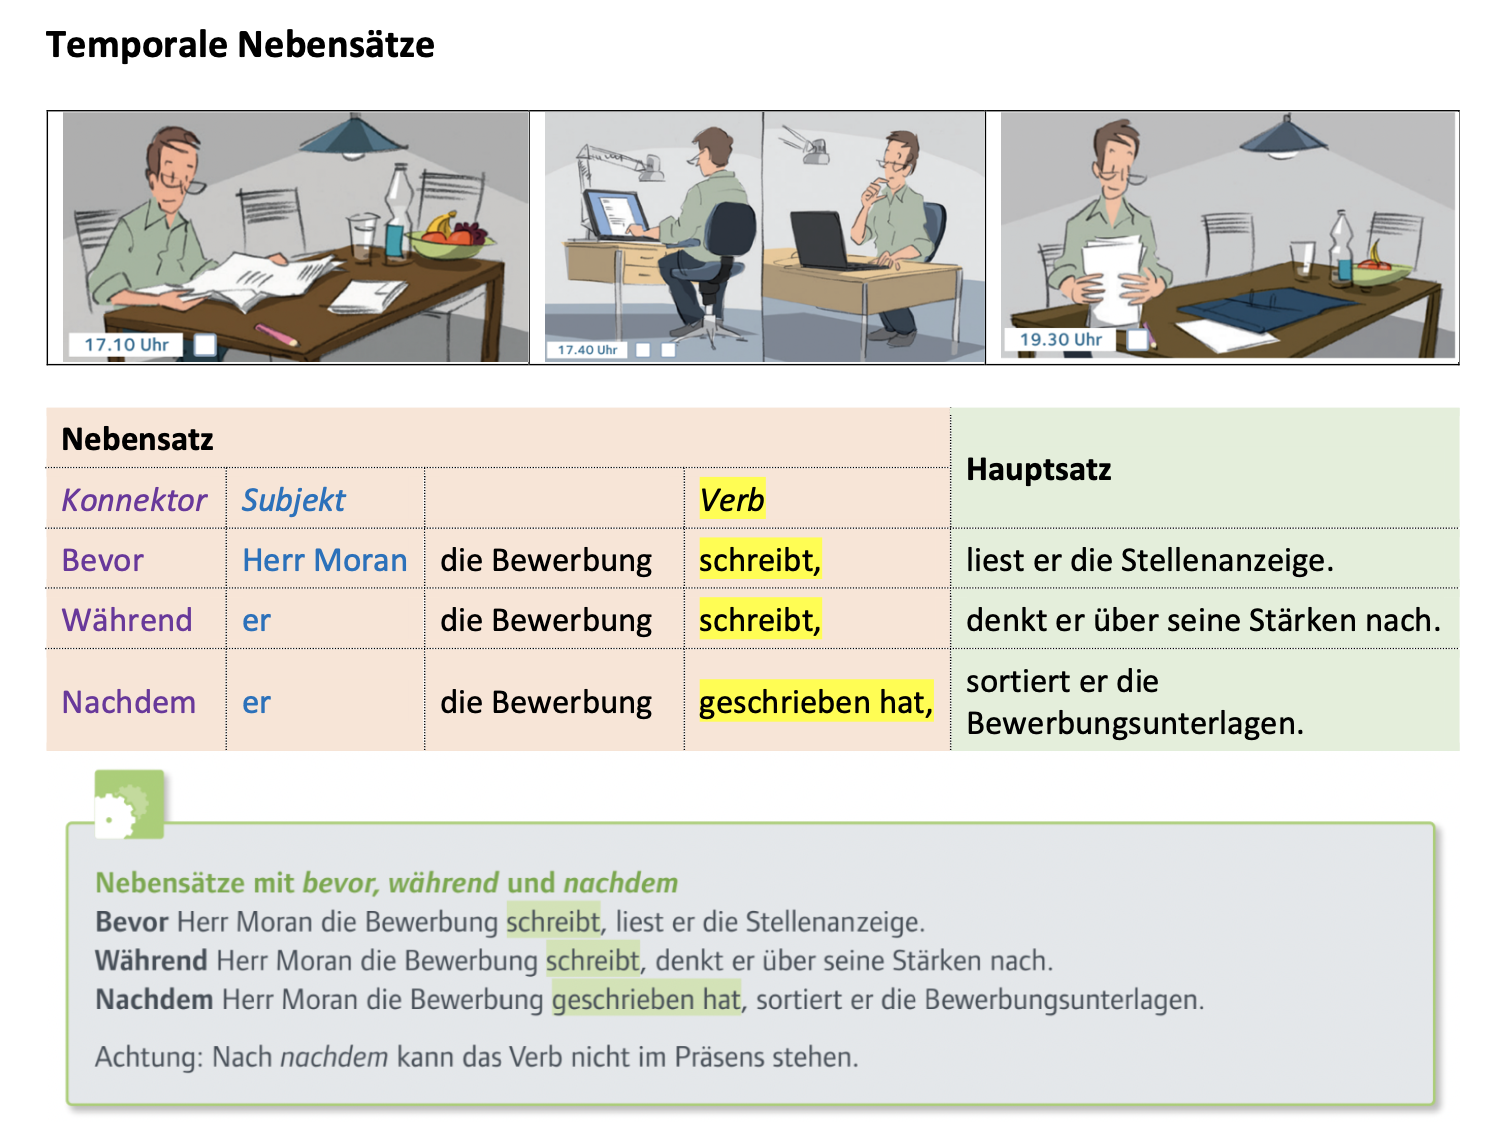 Temporale Nebensätze
17.10 Uhr
17.40 Uhr
19.30 Uhr
Nebensatz
Hauptsatz
Konnektor Subjekt Verb
Bevor Herr Moran die Bewerbung schreibt, liest er die Stellenanzeige.
Während er die Bewerbung schreibt, denkt er über seine Stärken nach.
Nachdem er die Bewerbung geschrieben hat, sortiert er die
Bewerbungsunterlagen.
Nebensätze mit bevor, während und nachdem
Bevor Herr Moran die Bewerbung schreibt, liest er die Stellenanzeige.
Während Herr Moran die Bewerbung schreibt, denkt er über seine Stärken nach.
Nachdem Herr Moran die Bewerbung geschrieben hat, sortiert er die Bewerbungsunterlagen.
Achtung: Nach nachdem kann das Verb nicht im Präsens stehen.